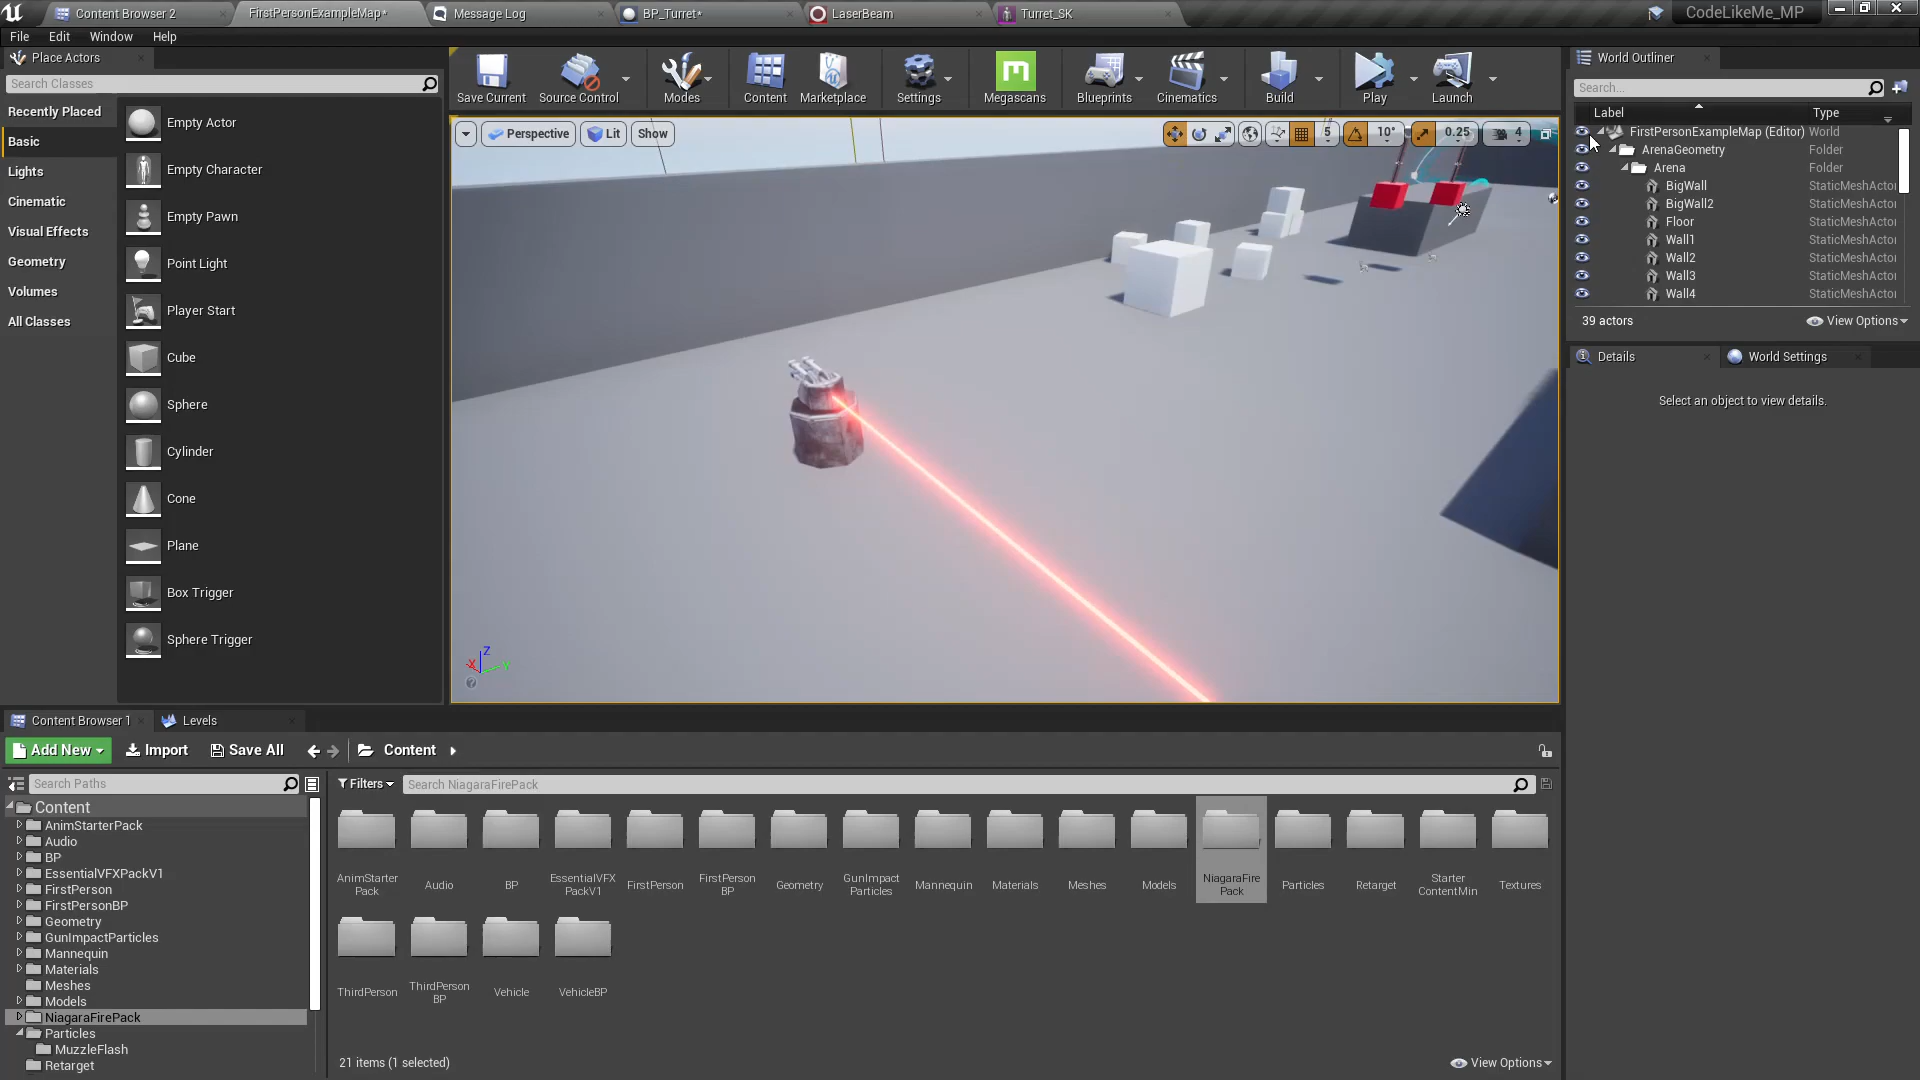 Content Browser 2
FirstPersonExampleMap*
Message Log
BP_Turret*
LaserBeam
Turret_SK
CodeLikeMe_MP
File Edit Window Help
Place Actors
Search Classes
Recently Placed
Basic
Lights
Cinematic
Visual Effects
Geometry
Volumes
All Classes
Empty Actor
Empty Character
Empty Pawn
Point Light
Player Start
Cube
Sphere
Cylinder
Cone
Plane
Box Trigger
Sphere Trigger
Save Current
Source Control
Modes
Content
Marketplace
Settings
Megascans
Blueprints
Cinematics
Build
Play
Launch
Perspective
Lit
Show
5
10°
0.25
4
Z
X
Y
World Outliner
Search...
Label Type
FirstPersonExampleMap (Editor) World
ArenaGeometry Folder
Arena Folder
BigWall StaticMeshActor
BigWall2 StaticMeshActor
Floor StaticMeshActor
Wall1 StaticMeshActor
Wall2 StaticMeshActor
Wall3 StaticMeshActor
Wall4 StaticMeshActor
39 actors
View Options
Details
World Settings
Select an object to view details.
Content Browser 1
Levels
Add New
Import
Save All
Content
Search Paths
Filters
Search NiagaraFirePack
Content
AnimStarterPack
Audio
BP
EssentialVFXPackV1
FirstPerson
FirstPersonBP
Geometry
GunImpactParticles
Mannequin
Materials
Meshes
Models
NiagaraFirePack
Particles
MuzzleFlash
Retarget
AnimStarter
Pack
Audio
BP
EssentialVFX
PackV1
FirstPerson
FirstPerson
BP
Geometry
GunImpact
Particles
Mannequin
Materials
Meshes
Models
NiagaraFire
Pack
Particles
Retarget
Starter
ContentMin
Textures
ThirdPerson
ThirdPerson
BP
Vehicle
VehicleBP
21 items (1 selected)
View Options